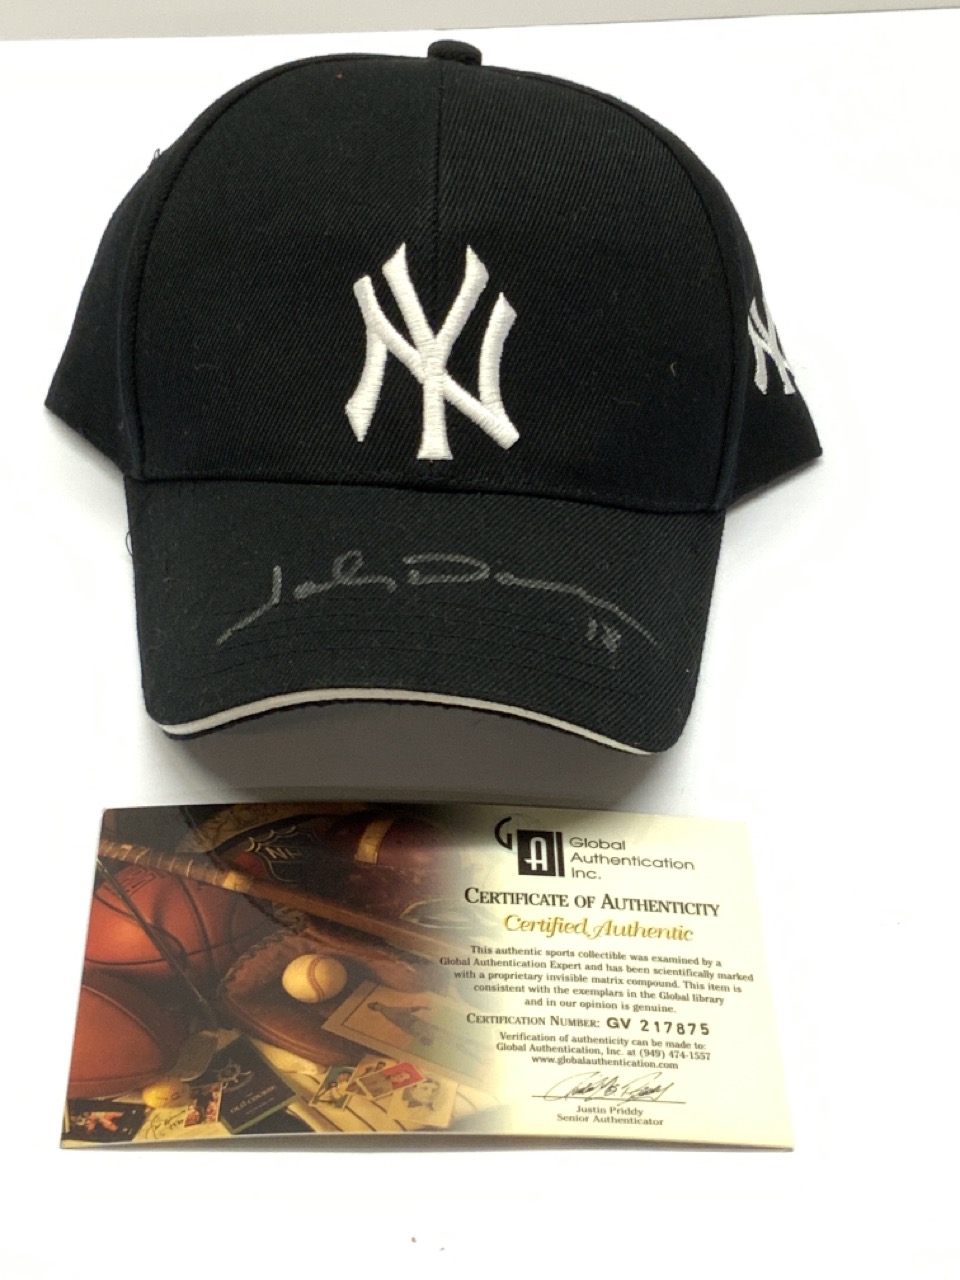 NY
NY
Johnny Damon
18
GAI Global
Authentication
Inc.
CERTIFICATE OF AUTHENTICITY
Certified Authentic
This authentic sports collectible was examined by a
Global Authentication Expert and has been scientifically marked
with a proprietary invisible matrix compound. This item is
consistent with the exemplars in the Global library
and in our opinion is genuine.
CERTIFICATION NUMBER: GV 217875
Verification of authenticity can be made to:
Global Authentication, Inc. at (949) 474-1557
www.globalauthentication.com
Justin Priddy
Senior Authenticator